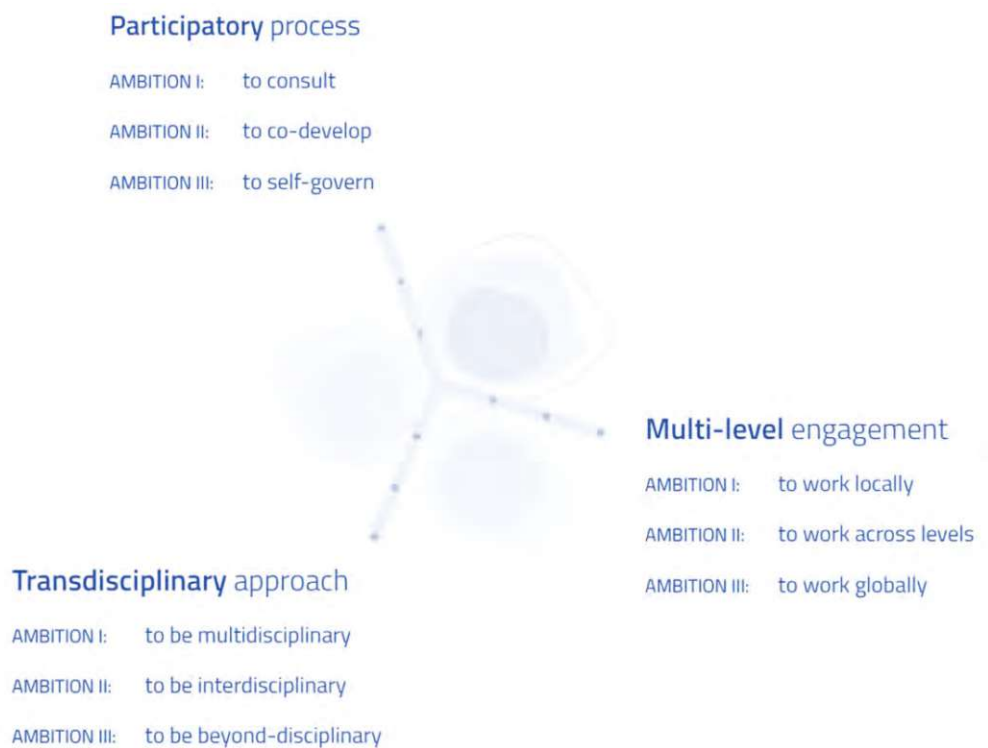 Participatory process
AMBITION I: to consult
AMBITION II: to co-develop
AMBITION III: to self-govern
Multi-level engagement
AMBITION I: to work locally
AMBITION II: to work across levels
AMBITION III: to work globally
Transdisciplinary approach
AMBITION I: to be multidisciplinary
AMBITION II: to be interdisciplinary
AMBITION III: to be beyond-disciplinary